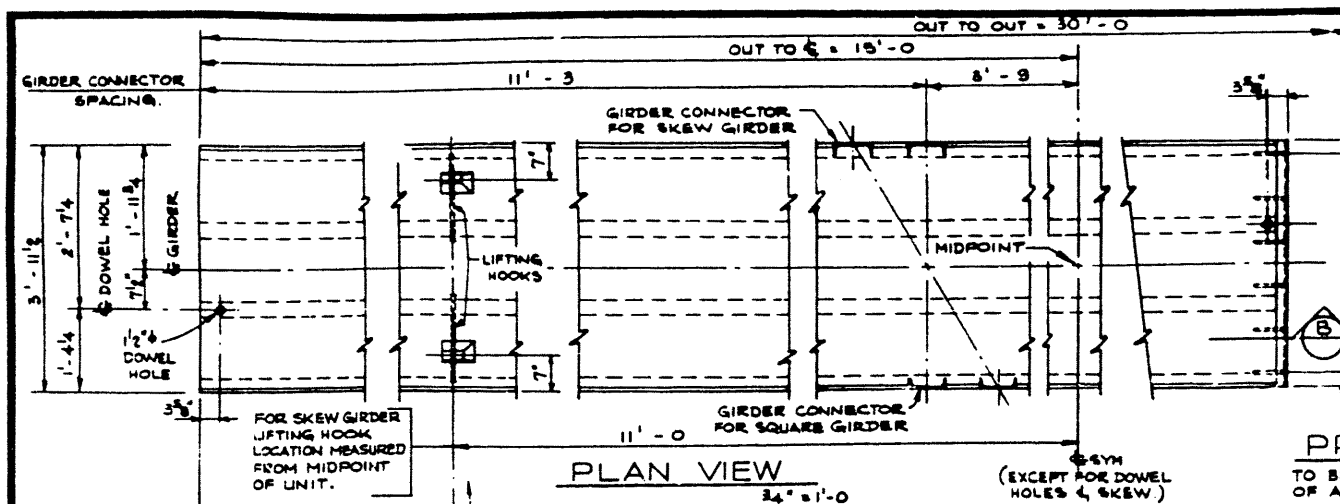 OUT TO OUT = 30'-0
OUT TO ℄ = 15'-0
11' - 3
3' - 9
GIRDER CONNECTOR
SPACING.
3⅝"
GIRDER CONNECTOR
FOR SKEW GIRDER
7"
3' - 11½
2' - 7¼
℄ DOWEL HOLE
1' - 11¾
℄ GIRDER
7½
1' - 4¼
LIFTING
HOOKS
MIDPOINT
1½"ϕ
DOWEL
HOLE
B
7"
3⅝"
FOR SKEW GIRDER
LIFTING HOOK
LOCATION MEASURED
FROM MIDPOINT
OF UNIT.
GIRDER CONNECTOR
FOR SQUARE GIRDER
11' - 0
PLAN VIEW
¾" = 1'-0
℄ SYM
(EXCEPT FOR DOWEL
HOLES & SKEW.)
TO
OF